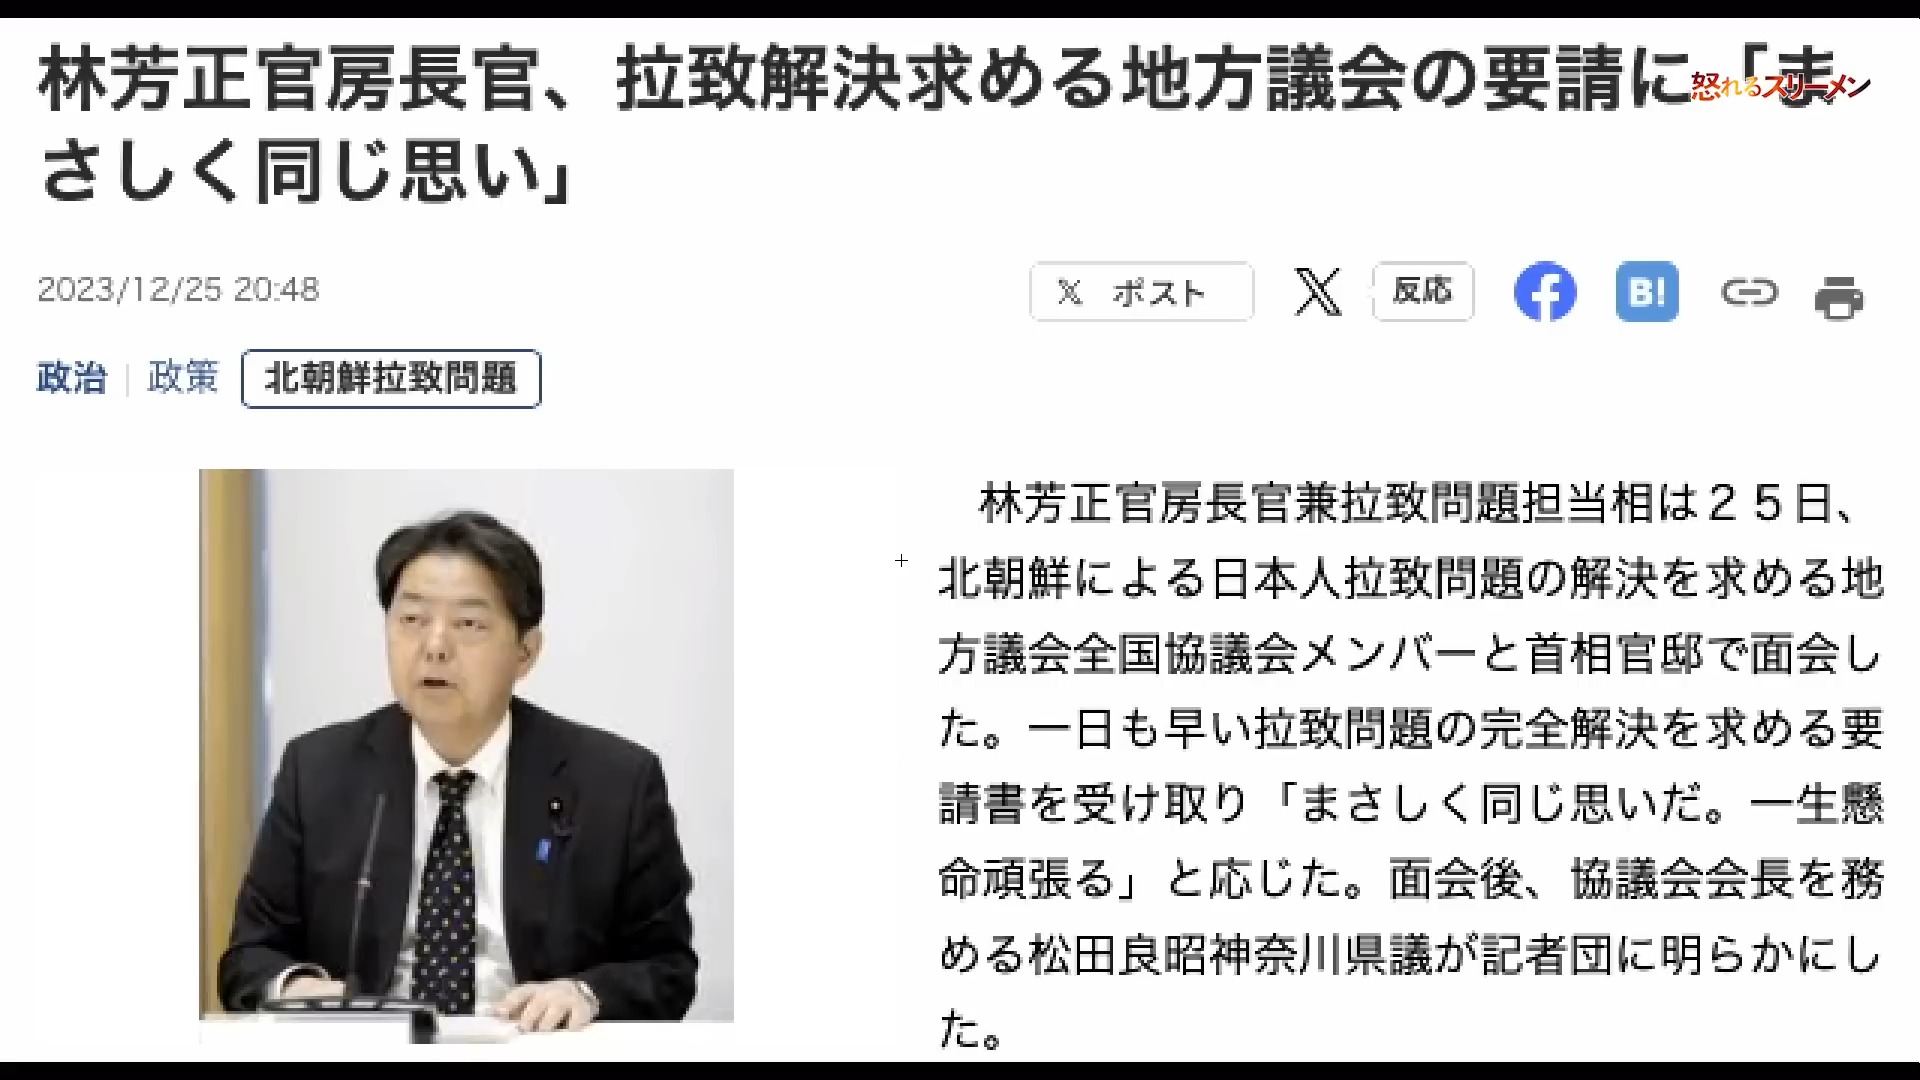 林芳正官房長官、拉致解決求める地方議会の要請に「ま
さしく同じ思い」
怒れるスリーメン
2023/12/25 20:48
X ポスト
X 反応
B!
政治 | 政策 北朝鮮拉致問題
林芳正官房長官兼拉致問題担当相は２５日、
北朝鮮による日本人拉致問題の解決を求める地
方議会全国協議会メンバーと首相官邸で面会し
た。一日も早い拉致問題の完全解決を求める要
請書を受け取り「まさしく同じ思いだ。一生懸
命頑張る」と応じた。面会後、協議会会長を務
める松田良昭神奈川県議が記者団に明らかにし
た。